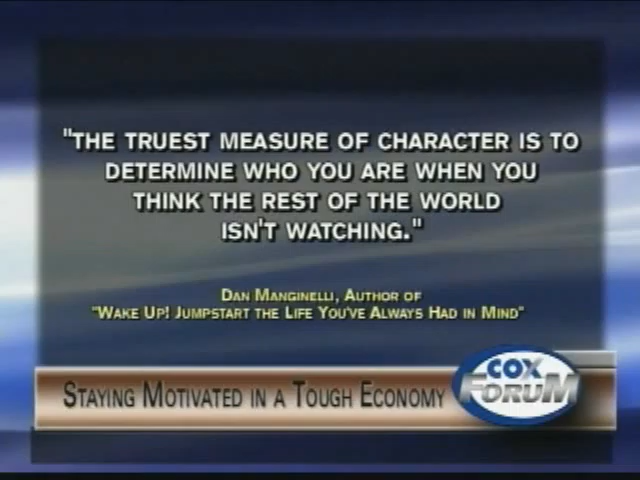 "THE TRUEST MEASURE OF CHARACTER IS TO
DETERMINE WHO YOU ARE WHEN YOU
THINK THE REST OF THE WORLD
ISN'T WATCHING."
DAN MANGINELLI, AUTHOR OF
"WAKE UP! JUMPSTART THE LIFE YOU'VE ALWAYS HAD IN MIND"
STAYING MOTIVATED IN A TOUGH ECONOMY
COX
FORUM